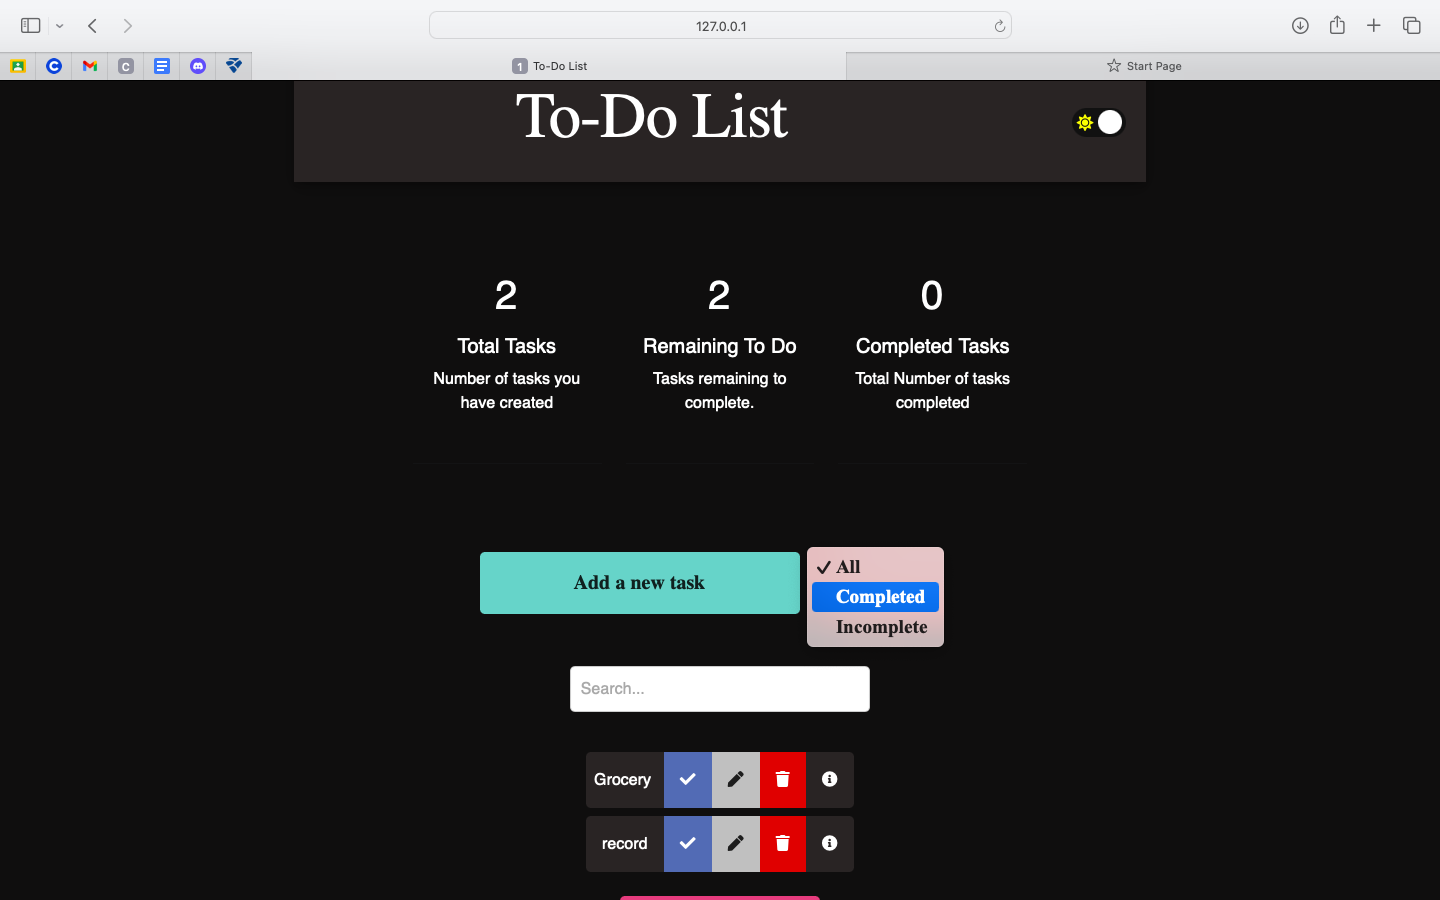 127.0.0.1
C
1 To-Do List
Start Page
To-Do List
2
2
0
Total Tasks
Remaining To Do
Completed Tasks
Number of tasks you
have created
Tasks remaining to
complete.
Total Number of tasks
completed
Add a new task
All
Completed
Incomplete
Search...
Grocery
record